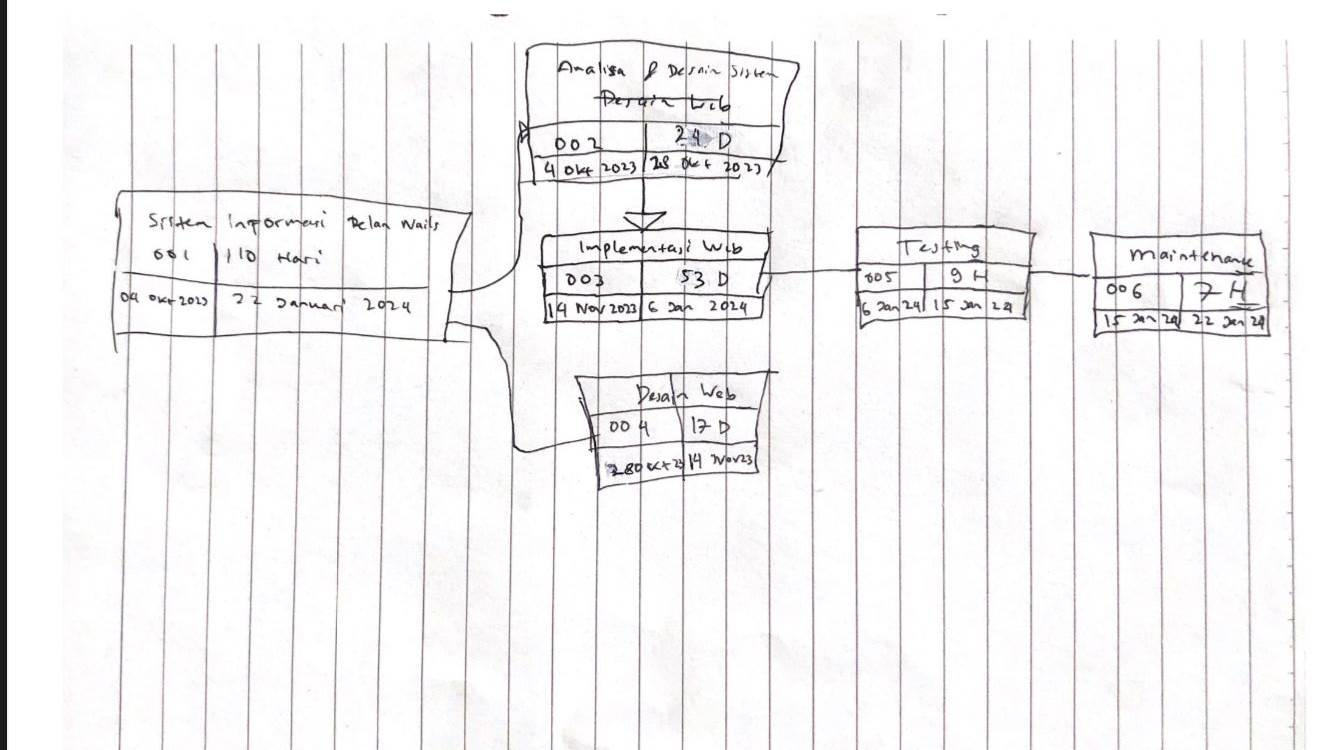 Analisa & Desain Sistem
Desain Web
002 24 D
4 Okt 2023 28 Okt 2023
Sistem Informasi Delan Nails
001 110 Hari
04 Okt 2023 22 Januari 2024
Implementasi Web
003 53 D
14 Nov 2023 6 Jan 2024
Testing
005 9 H
6 Jan 24 15 Jan 24
Maintenance
006 7 H
15 Jan 24 22 Jan 24
Desain Web
004 17 D
28 Okt 23 14 Nov 23